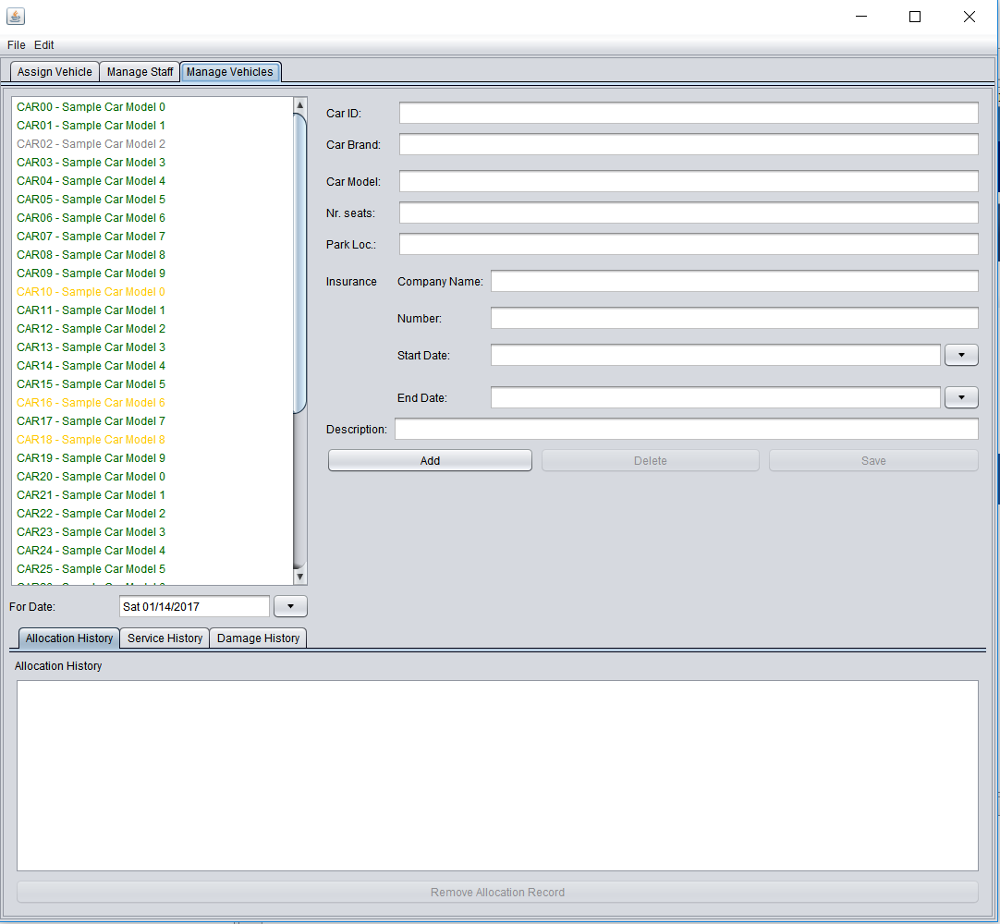 File Edit
Assign Vehicle Manage Staff Manage Vehicles
CAR00 - Sample Car Model 0
CAR01 - Sample Car Model 1
CAR02 - Sample Car Model 2
CAR03 - Sample Car Model 3
CAR04 - Sample Car Model 4
CAR05 - Sample Car Model 5
CAR06 - Sample Car Model 6
CAR07 - Sample Car Model 7
CAR08 - Sample Car Model 8
CAR09 - Sample Car Model 9
CAR10 - Sample Car Model 0
CAR11 - Sample Car Model 1
CAR12 - Sample Car Model 2
CAR13 - Sample Car Model 3
CAR14 - Sample Car Model 4
CAR15 - Sample Car Model 5
CAR16 - Sample Car Model 6
CAR17 - Sample Car Model 7
CAR18 - Sample Car Model 8
CAR19 - Sample Car Model 9
CAR20 - Sample Car Model 0
CAR21 - Sample Car Model 1
CAR22 - Sample Car Model 2
CAR23 - Sample Car Model 3
CAR24 - Sample Car Model 4
CAR25 - Sample Car Model 5
For Date: Sat 01/14/2017
Car ID:
Car Brand:
Car Model:
Nr. seats:
Park Loc.:
Insurance Company Name:
Number:
Start Date:
End Date:
Description:
Add Delete Save
Allocation History Service History Damage History
Allocation History
Remove Allocation Record